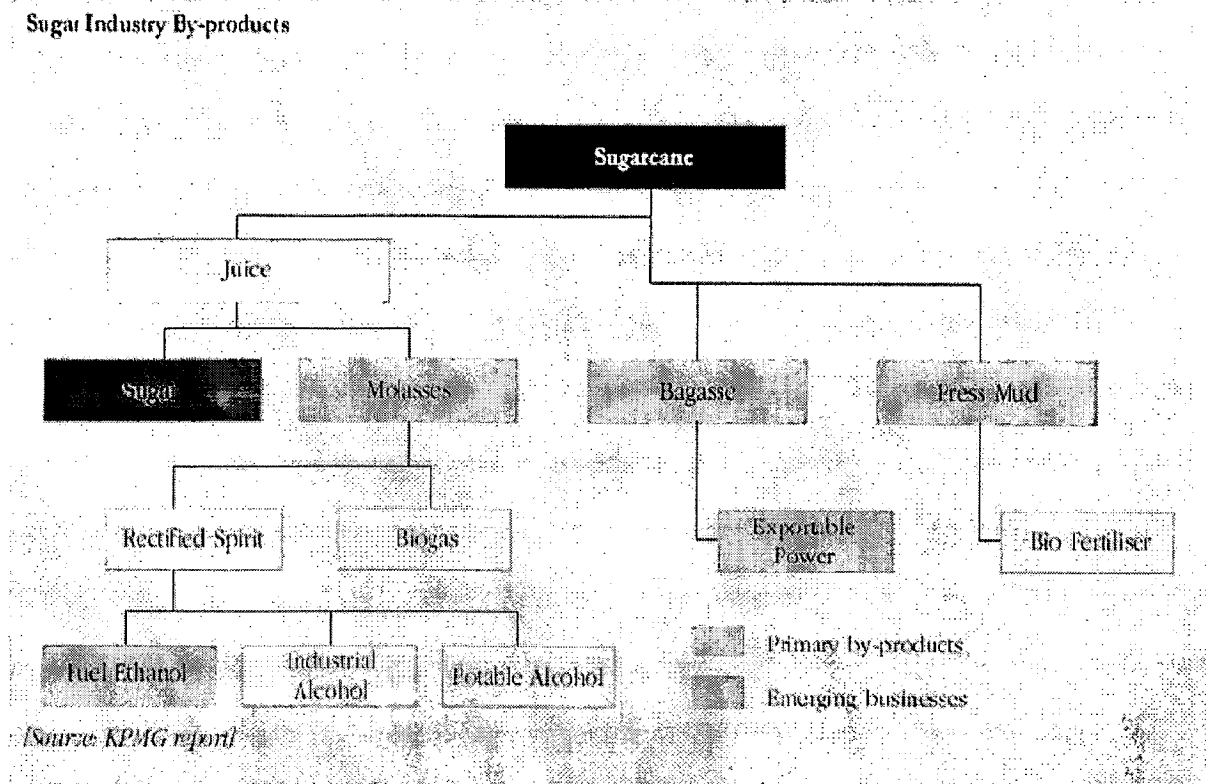 Sugar Industry By-products
Sugarcane
Juice
Sugar
Molasses
Bagasse
Press Mud
Rectified Spirit
Biogas
Exportable
Power
Bio Fertiliser
Fuel Ethanol
Industrial
Alcohol
Potable Alcohol
Primary by-products
Emerging businesses
[Source: KPMG report]